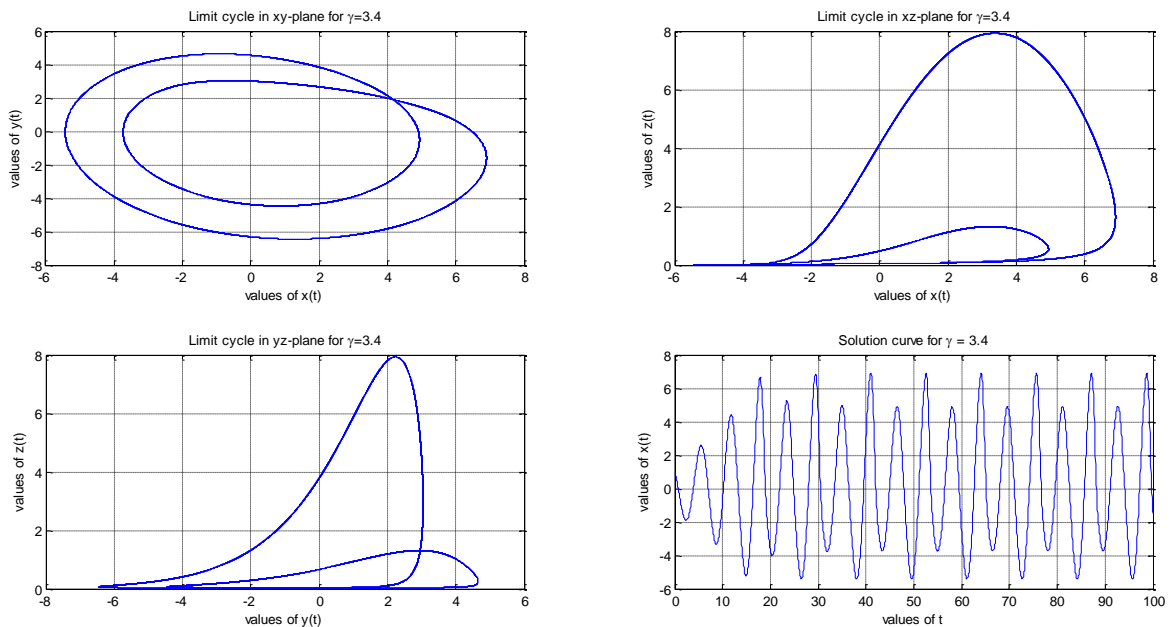 Limit cycle in xy-plane for γ=3.4
6
4
2
0
-2
-4
-6
-8
values of y(t)
-6 -4 -2 0 2 4 6 8
values of x(t)
Limit cycle in xz-plane for γ=3.4
8
6
4
2
0
values of z(t)
-6 -4 -2 0 2 4 6 8
values of x(t)
Limit cycle in yz-plane for γ=3.4
8
6
4
2
0
values of z(t)
-8 -6 -4 -2 0 2 4 6
values of y(t)
Solution curve for γ = 3.4
8
6
4
2
0
-2
-4
-6
values of x(t)
0 10 20 30 40 50 60 70 80 90 100
values of t